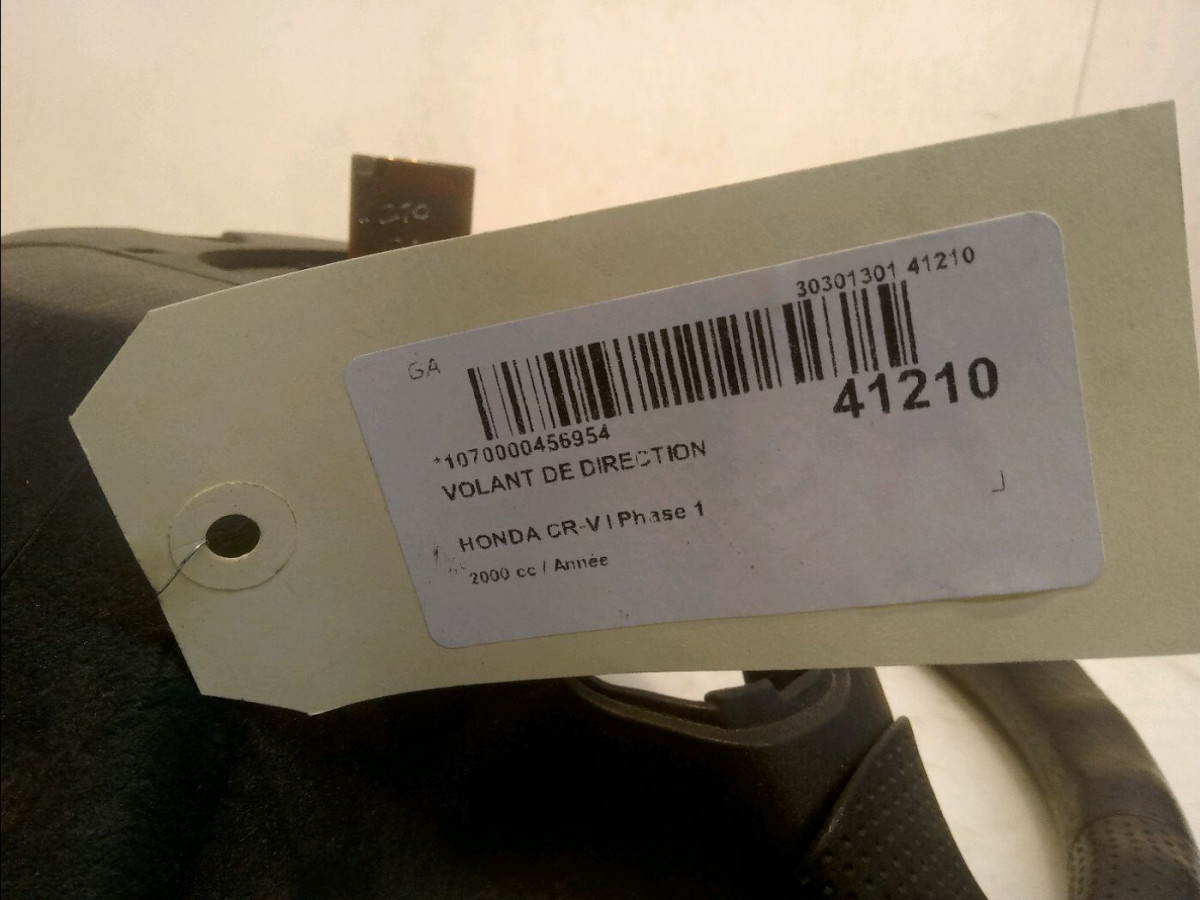 30301301 41210
GA
41210
*1070000456954
VOLANT DE DIRECTION
HONDA CR-V I Phase 1
2000 cc / Année